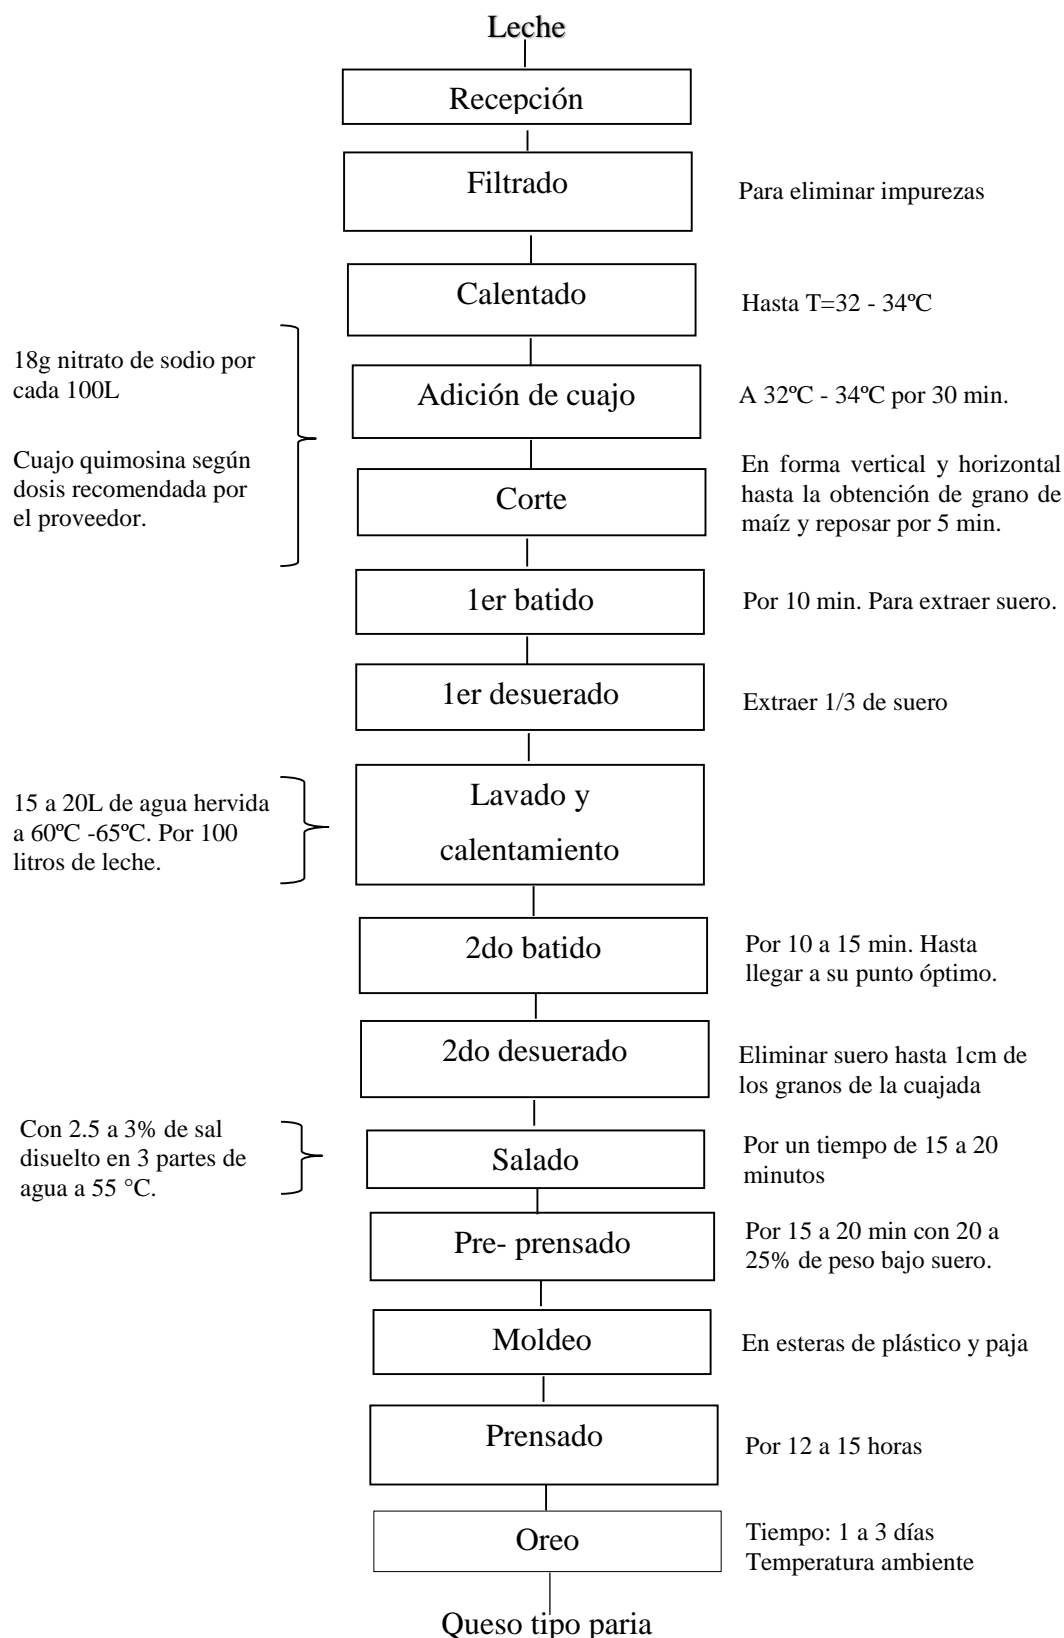 Leche
Recepción
Filtrado
Para eliminar impurezas
Calentado
Hasta T=32 - 34ºC
18g nitrato de sodio por
cada 100L
Cuajo quimosina según
dosis recomendada por
el proveedor.
Adición de cuajo
A 32ºC - 34ºC por 30 min.
Corte
En forma vertical y horizontal
hasta la obtención de grano de
maíz y reposar por 5 min.
1er batido
Por 10 min. Para extraer suero.
1er desuerado
Extraer 1/3 de suero
15 a 20L de agua hervida
a 60ºC -65ºC. Por 100
litros de leche.
Lavado y
calentamiento
2do batido
Por 10 a 15 min. Hasta
llegar a su punto óptimo.
2do desuerado
Eliminar suero hasta 1cm de
los granos de la cuajada
Con 2.5 a 3% de sal
disuelto en 3 partes de
agua a 55 °C.
Salado
Por un tiempo de 15 a 20
minutos
Pre- prensado
Por 15 a 20 min con 20 a
25% de peso bajo suero.
Moldeo
En esteras de plástico y paja
Prensado
Por 12 a 15 horas
Oreo
Tiempo: 1 a 3 días
Temperatura ambiente
Queso tipo paria